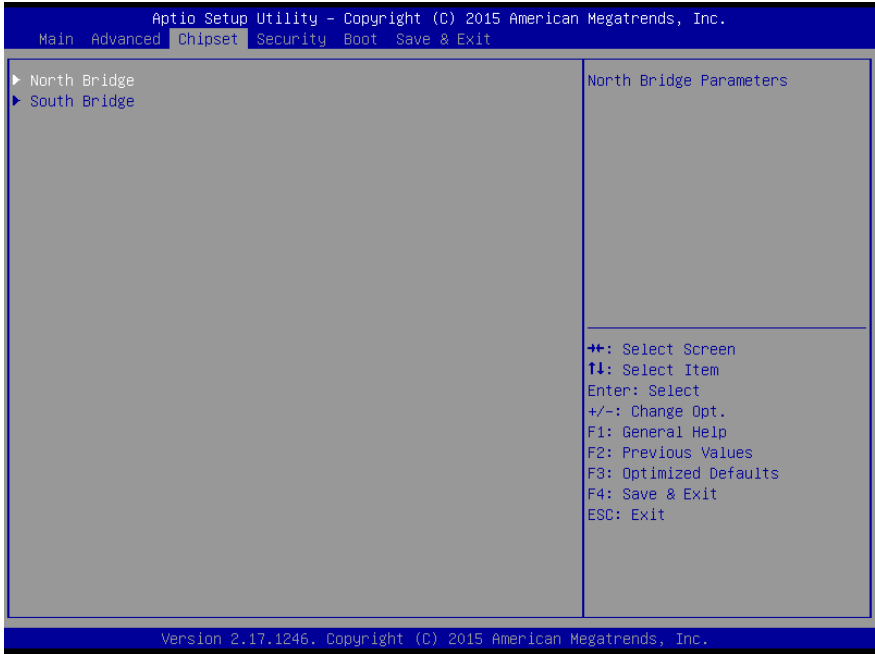 Aptio Setup Utility – Copyright (C) 2015 American Megatrends, Inc.
Main Advanced Chipset Security Boot Save & Exit
▶ North Bridge
▶ South Bridge
North Bridge Parameters
→←: Select Screen
↑↓: Select Item
Enter: Select
+/-: Change Opt.
F1: General Help
F2: Previous Values
F3: Optimized Defaults
F4: Save & Exit
ESC: Exit
Version 2.17.1246. Copyright (C) 2015 American Megatrends, Inc.